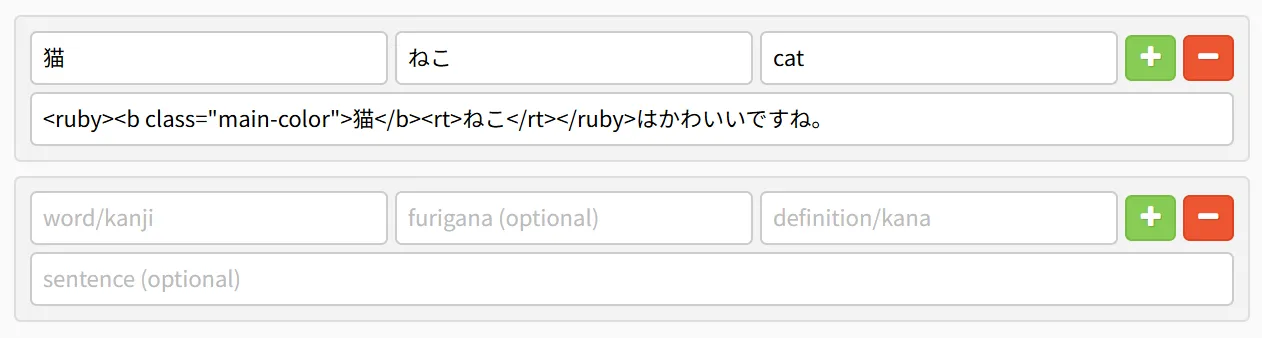 猫 ねこ cat
<ruby><b class="main-color">猫</b><rt>ねこ</rt></ruby>はかわいいですね。
word/kanji furigana (optional) definition/kana
sentence (optional)